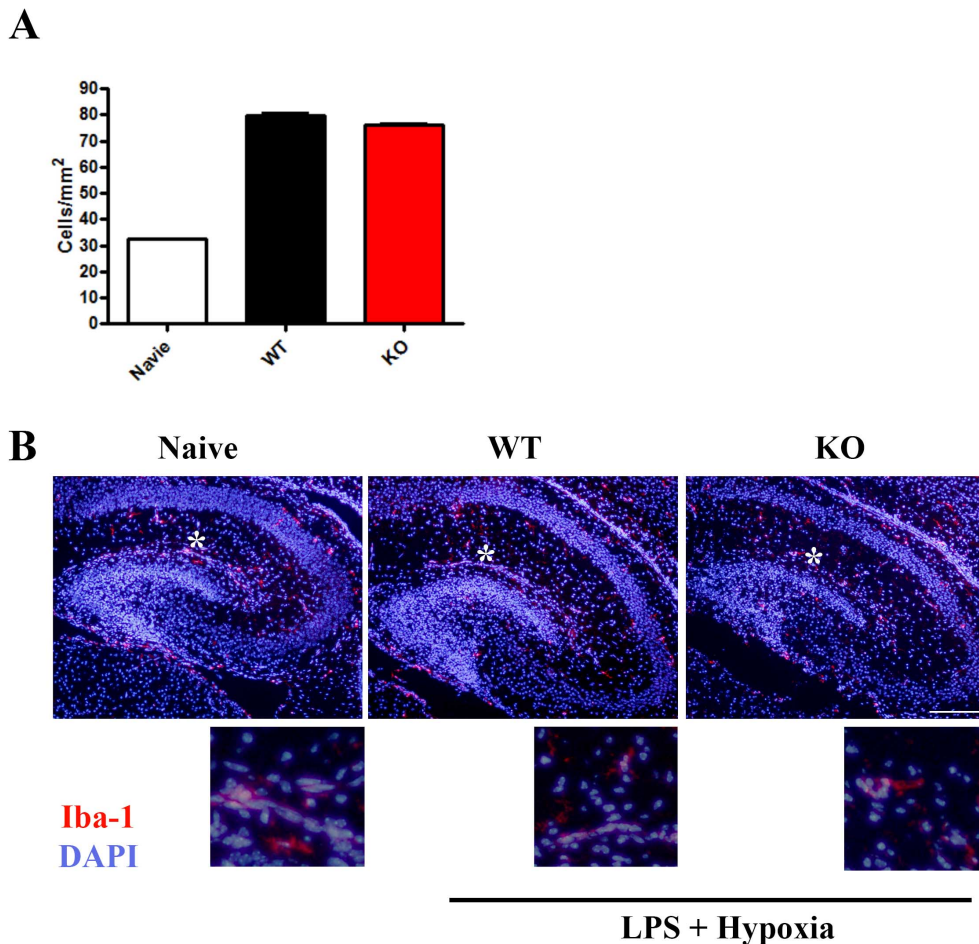 A
90
80
70
60
50
40
30
20
10
0
Cells/mm²
Navie
WT
KO
B
Naive
WT
KO
*
*
*
Iba-1
DAPI
LPS + Hypoxia